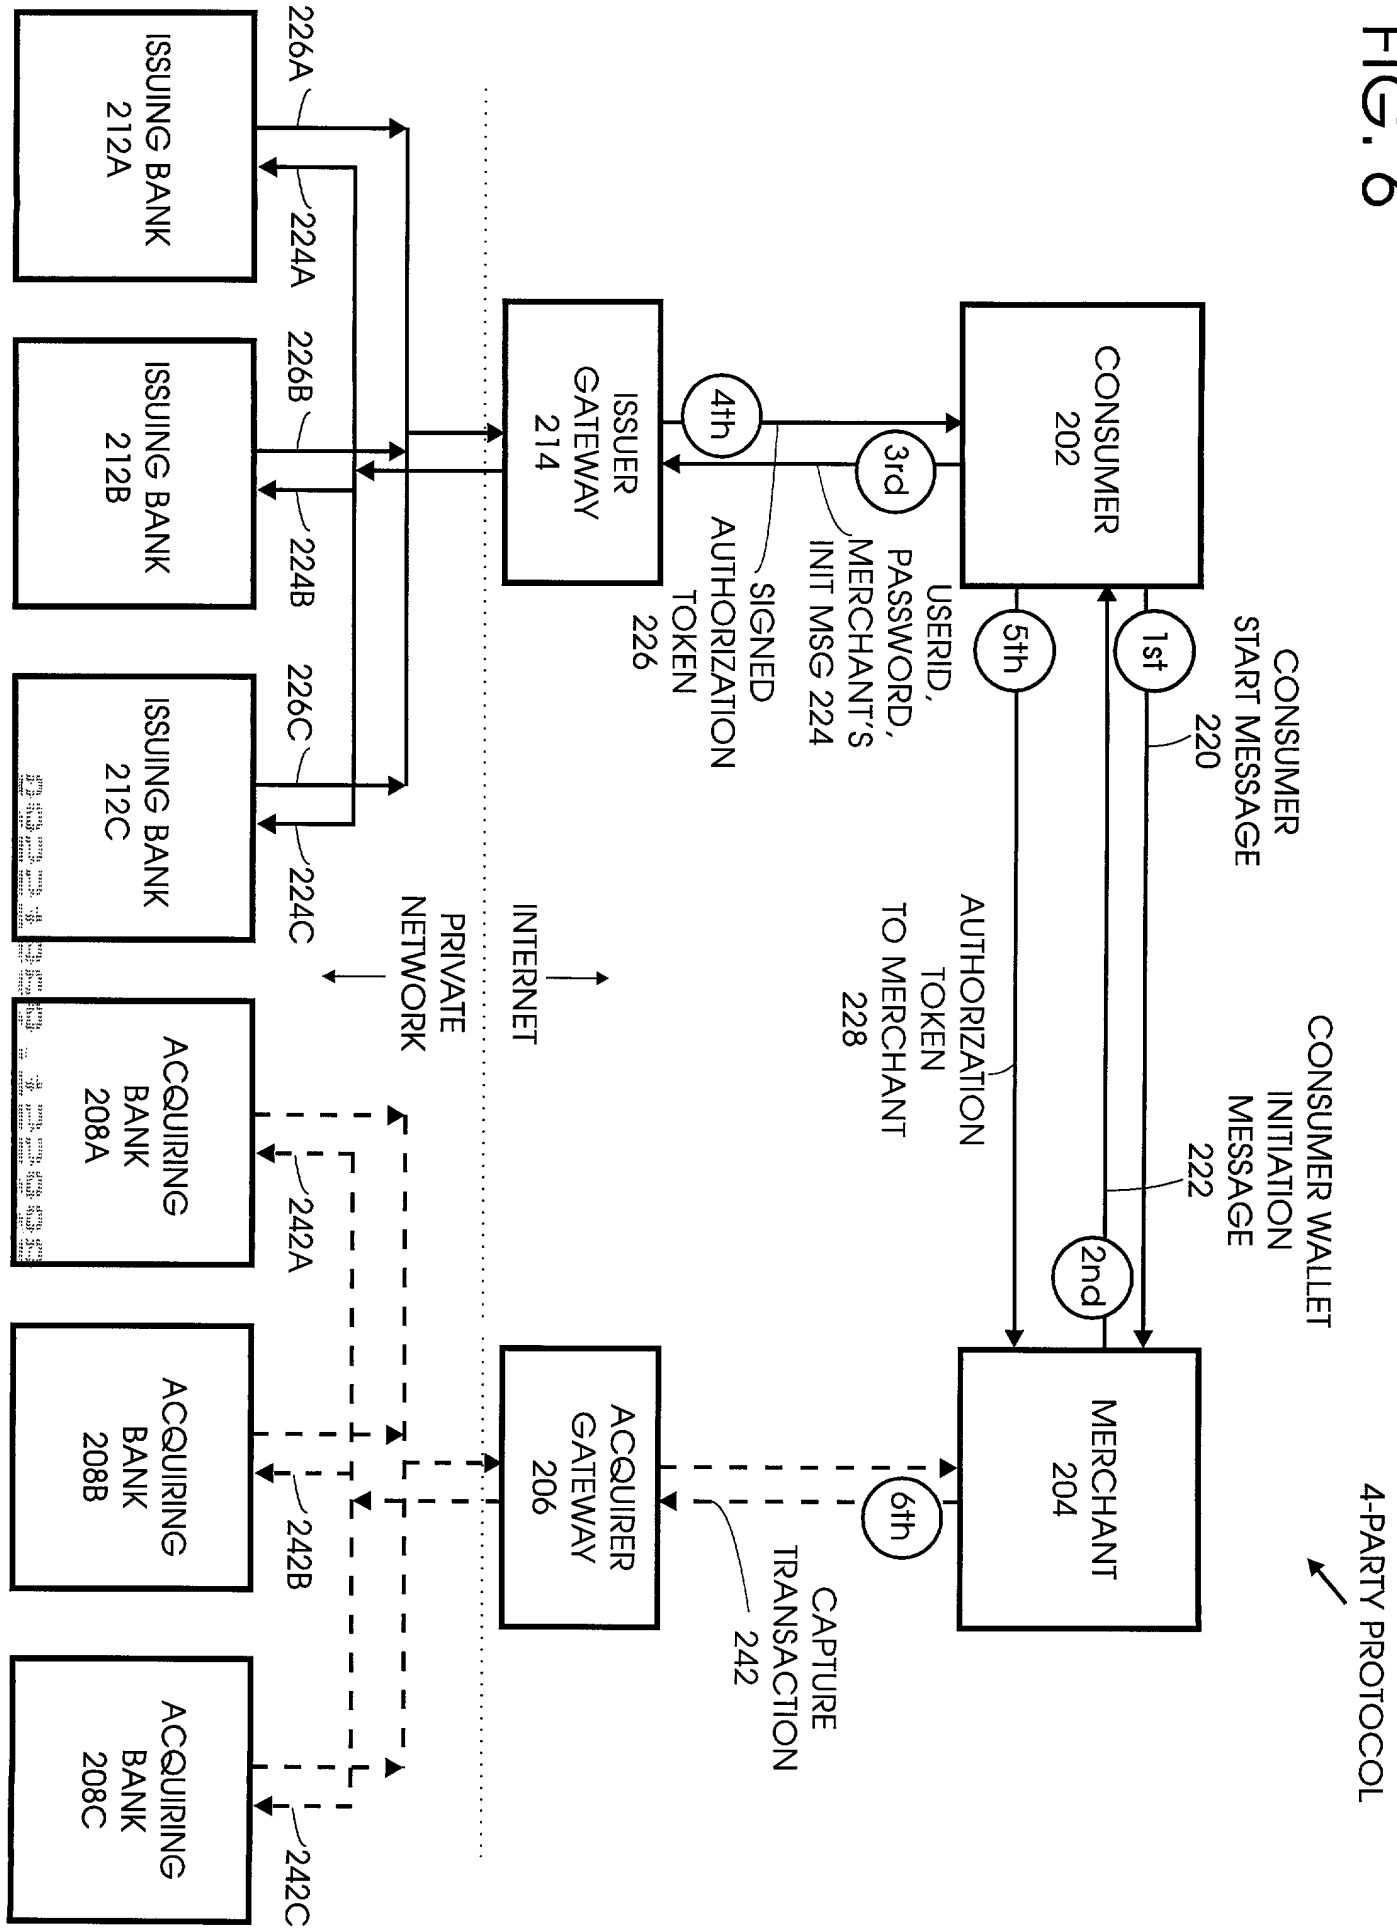 FIG. 6
4-PARTY PROTOCOL
CONSUMER
START MESSAGE
220
CONSUMER WALLET
INITIATION
MESSAGE
222
CONSUMER
202
1st
2nd
5th
MERCHANT
204
AUTHORIZATION
TOKEN
TO MERCHANT
228
USERID,
PASSWORD,
MERCHANT'S
INIT MSG 224
3rd
4th
SIGNED
AUTHORIZATION
TOKEN
226
6th
CAPTURE
TRANSACTION
242
ISSUER
GATEWAY
214
ACQUIRER
GATEWAY
206
INTERNET
PRIVATE
NETWORK
226A
224A
226B
224B
226C
224C
242A
242B
242C
ISSUING BANK
212A
ISSUING BANK
212B
ISSUING BANK
212C
ACQUIRING
BANK
208A
ACQUIRING
BANK
208B
ACQUIRING
BANK
208C